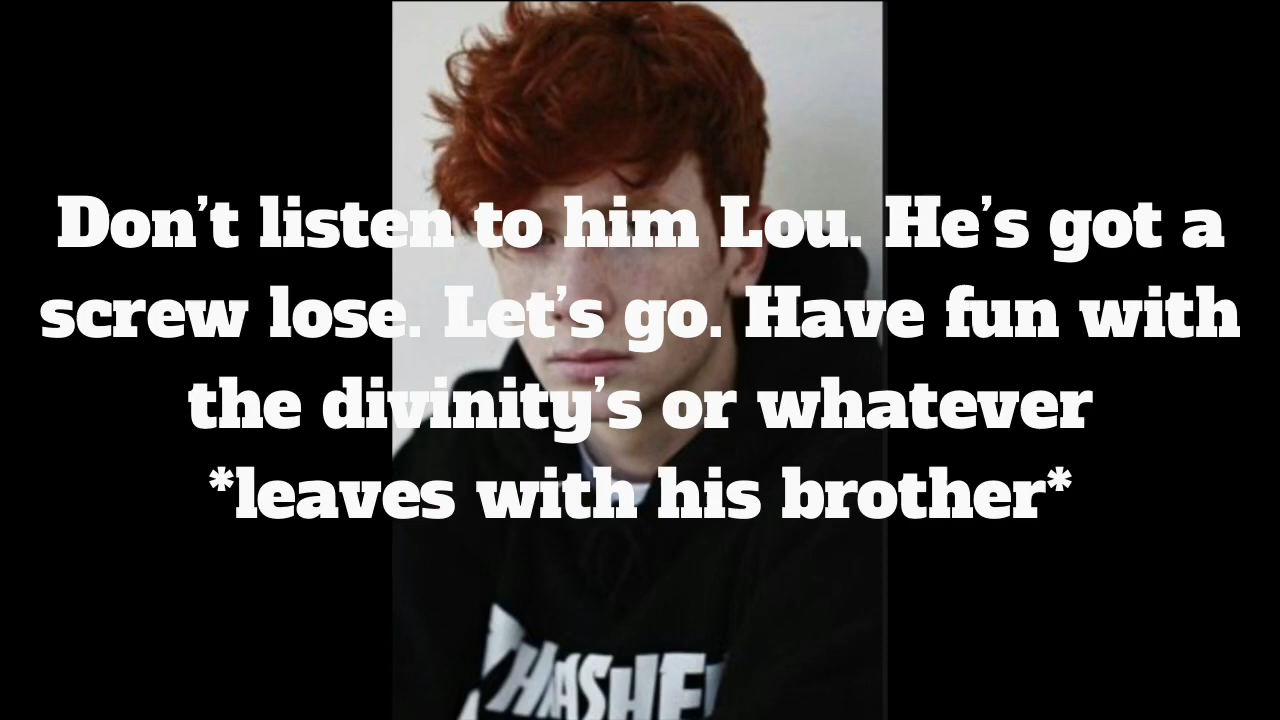 Don't listen to him Lou. He's got a
screw lose. Let's go. Have fun with
the divinity's or whatever
*leaves with his brother*
THRASHE